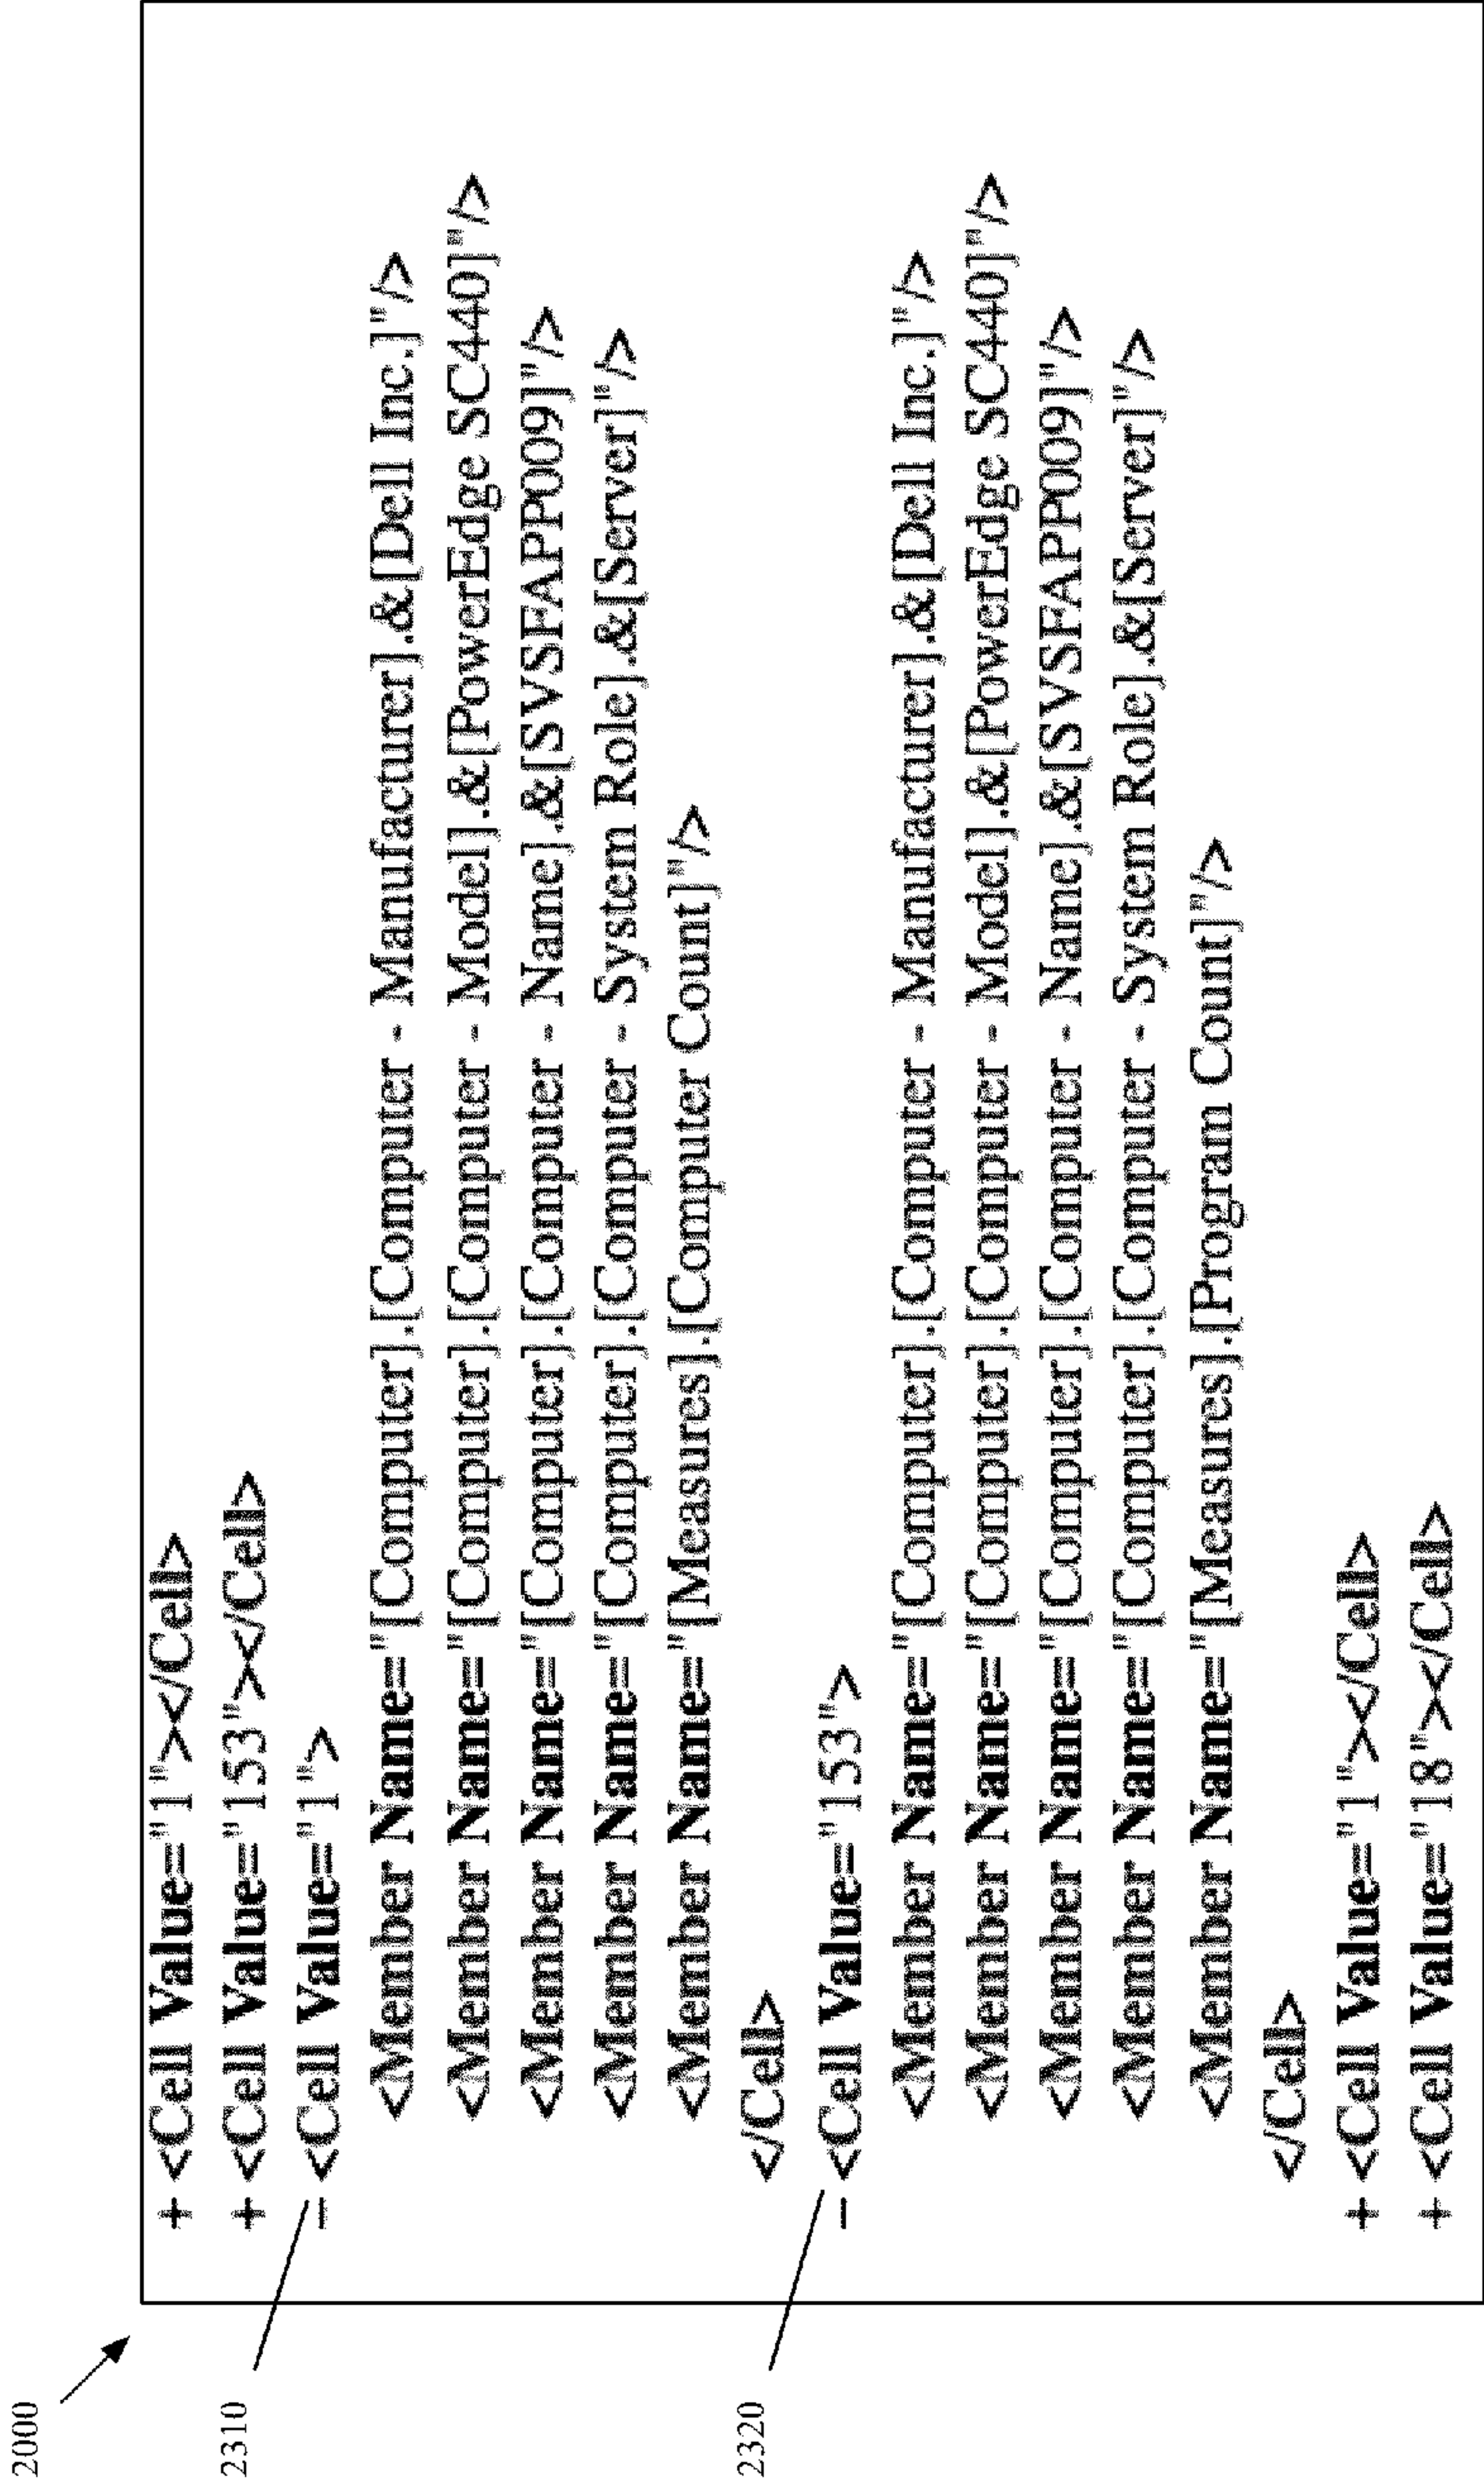 2000
+ <Cell Value="1"></Cell>
+ <Cell Value="153"></Cell>
2310
– <Cell Value="1">
<Member Name="[Computer].[Computer - Manufacturer].&[Dell Inc.]"/>
<Member Name="[Computer].[Computer - Model].&[PowerEdge SC440]"/>
<Member Name="[Computer].[Computer - Name].&[SVSFAPP009]"/>
<Member Name="[Computer].[Computer - System Role].&[Server]"/>
<Member Name="[Measures].[Computer Count]"/>
</Cell>
2320
– <Cell Value="153">
<Member Name="[Computer].[Computer - Manufacturer].&[Dell Inc.]"/>
<Member Name="[Computer].[Computer - Model].&[PowerEdge SC440]"/>
<Member Name="[Computer].[Computer - Name].&[SVSFAPP009]"/>
<Member Name="[Computer].[Computer - System Role].&[Server]"/>
<Member Name="[Measures].[Program Count]"/>
</Cell>
+ <Cell Value="1"></Cell>
+ <Cell Value="18"></Cell>